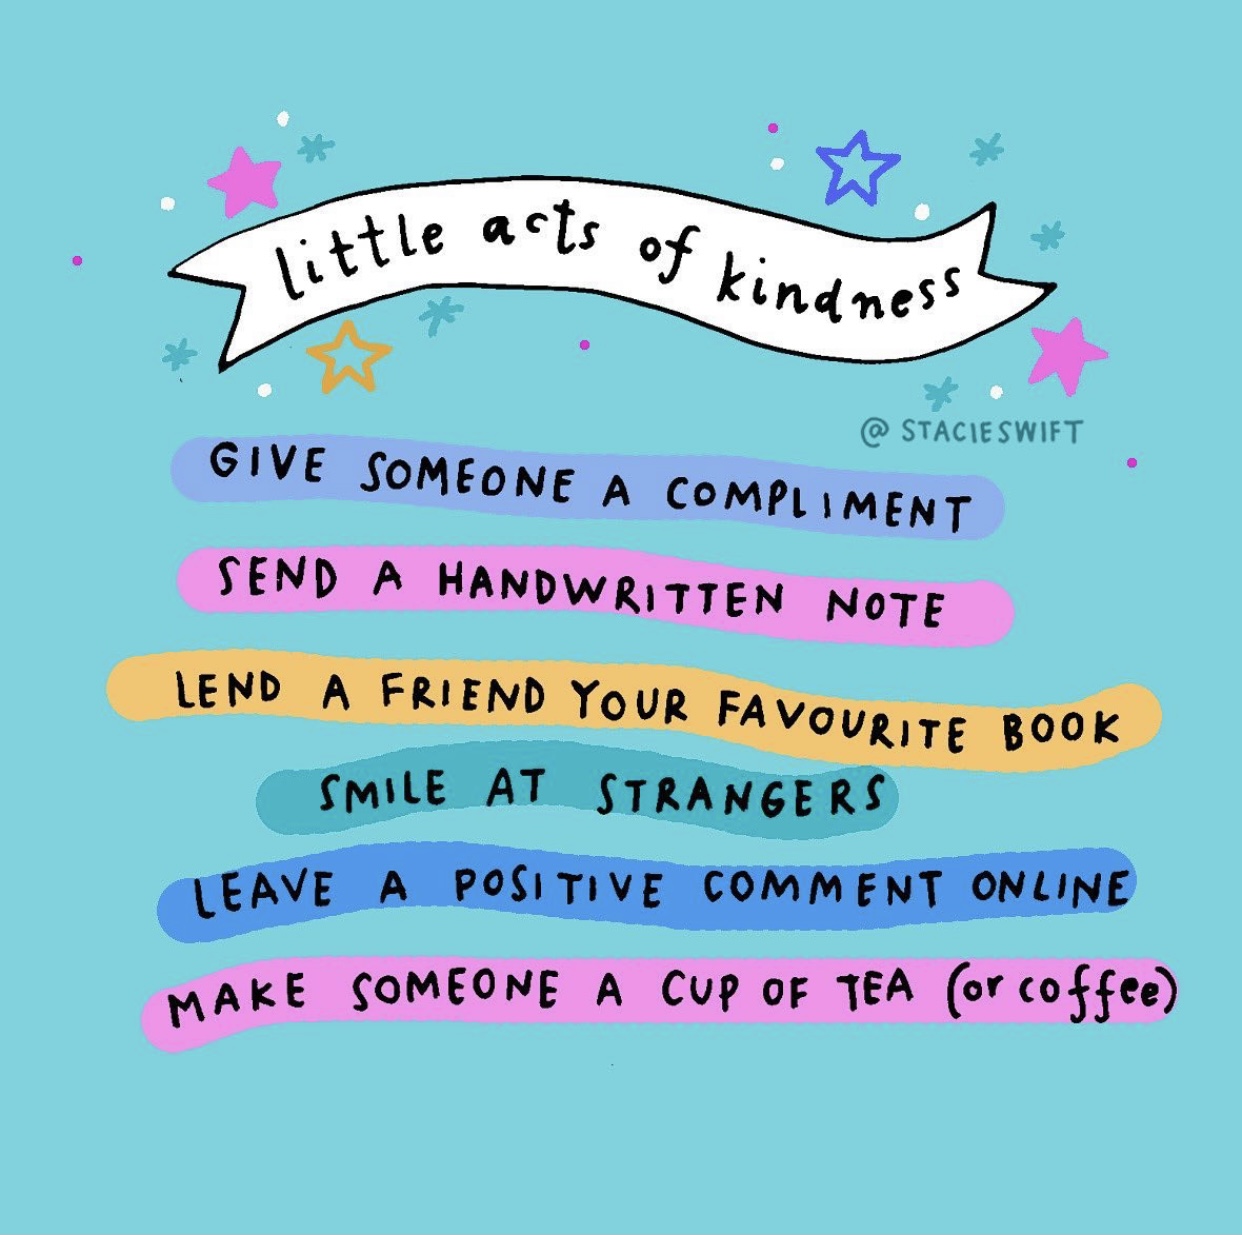 little acts of kindness
@STACIESWIFT
GIVE SOMEONE A COMPLIMENT
SEND A HANDWRITTEN NOTE
LEND A FRIEND YOUR FAVOURITE BOOK
SMILE AT STRANGERS
LEAVE A POSITIVE COMMENT ONLINE
MAKE SOMEONE A CUP OF TEA (or coffee)